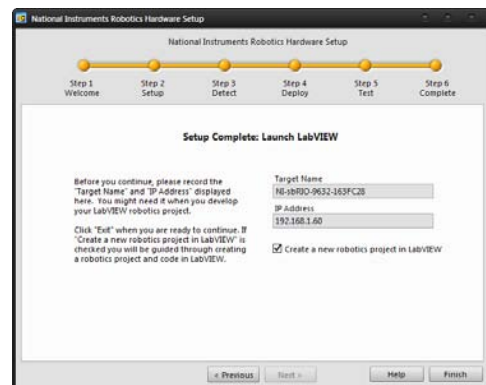 National Instruments Robotics Hardware Setup
National Instruments Robotics Hardware Setup
Step 1 Step 2 Step 3 Step 4 Step 5 Step 6
Welcome Setup Detect Deploy Test Complete
Setup Complete: Launch LabVIEW
Before you continue, please record the
"Target Name" and "IP Address" displayed
here. You might need it when you develop
your LabVIEW robotics project.
Click "Exit" when you are ready to continue. If
"Create a new robotics project in LabVIEW" is
checked you will be guided through creating
a robotics project and code in LabVIEW.
Target Name
NI-sbRIO-9632-163FC28
IP Address
192.168.1.60
Create a new robotics project in LabVIEW
< Previous Next > Help Finish